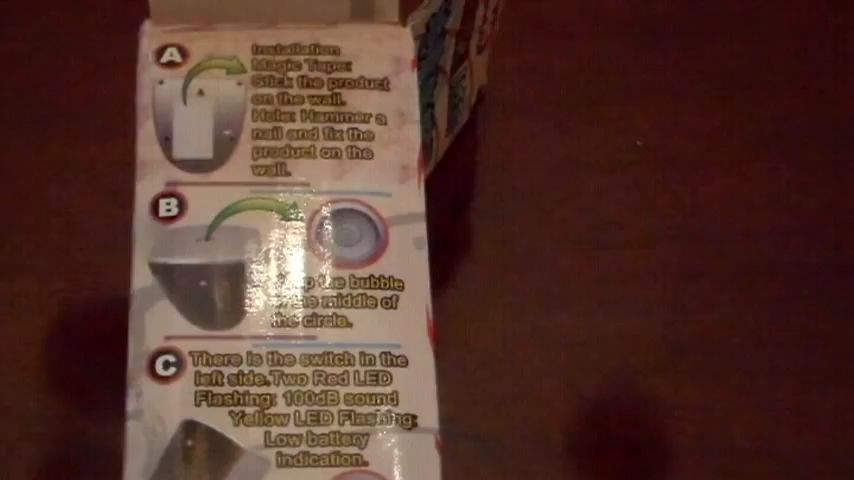 A
Installation
Magic Tape:
Stick the product
on the wall.
Hole: Hammer a
nail and fix the
product on the
wall.
B
the bubble
middle of
the circle.
C
There is the switch in the
left side.Two Red LED
Flashing: 100dB sound
Yellow LED Flashing:
Low battery
indication.